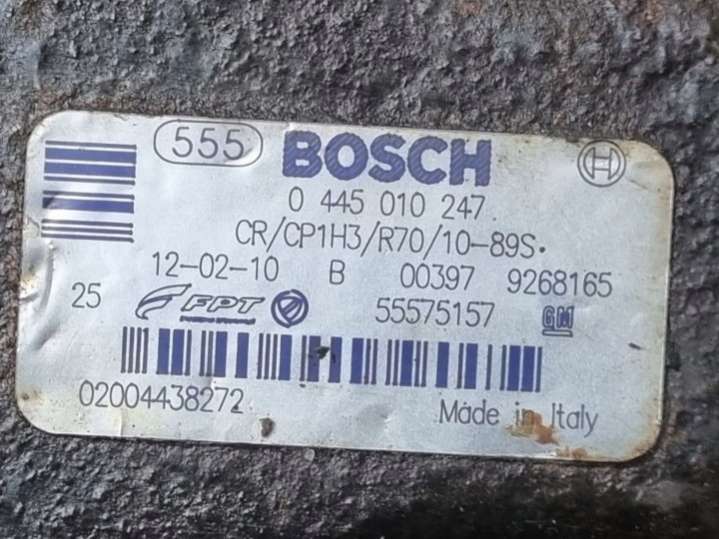 555 BOSCH
0 445 010 247
CR/CP1H3/R70/10-89S.
12-02-10 B 00397 9268165
25 FPT 55575157 GM
02004438272
Made in Italy